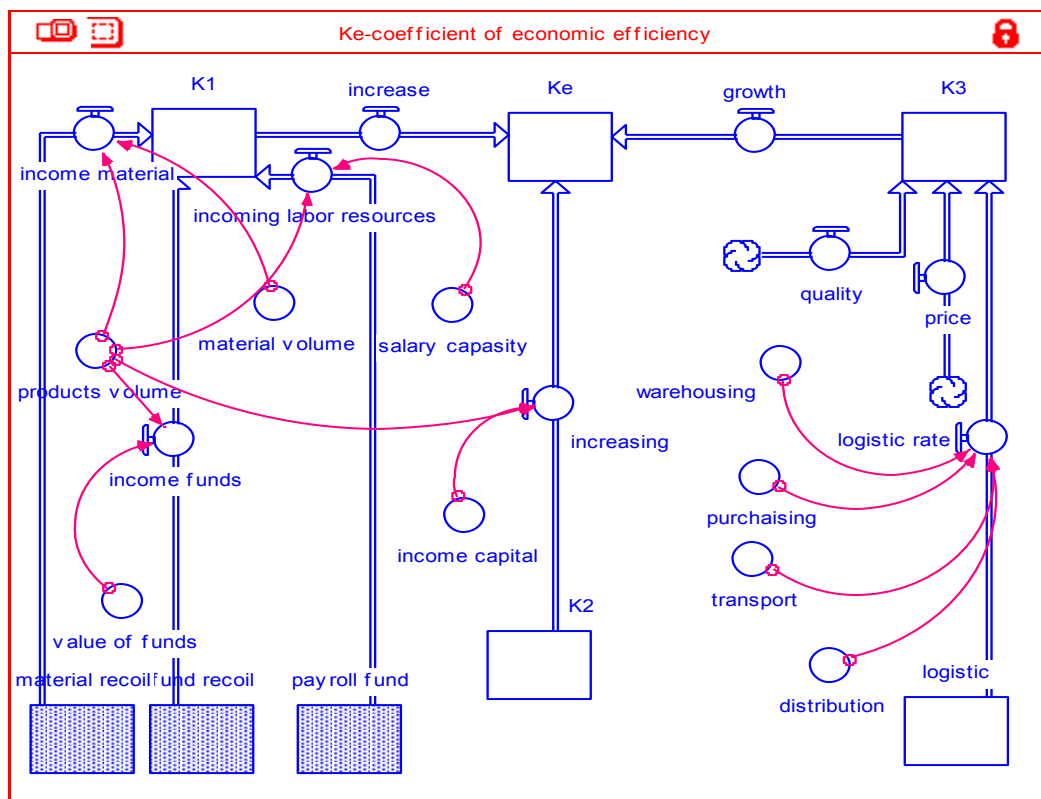 Ke-coefficient of economic efficiency
K1
increase
Ke
growth
K3
income material
incoming labor resources
quality
price
material volume
salary capasity
products volume
warehousing
increasing
logistic rate
income funds
purchaising
income capital
transport
K2
value of funds
material recoil
fund recoil
payroll fund
logistic
distribution